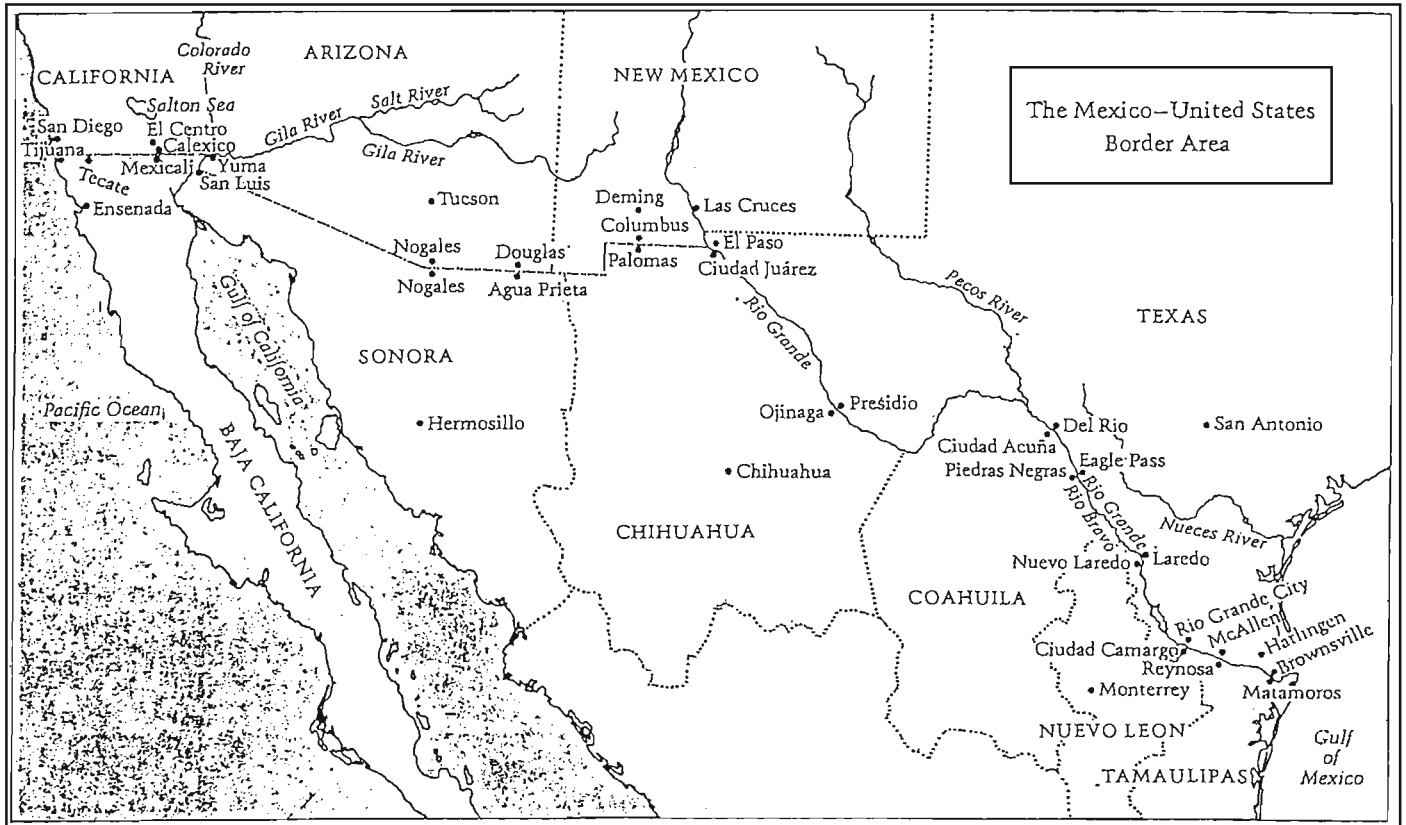 The Mexico–United States
Border Area
Colorado
River
ARIZONA
CALIFORNIA
NEW MEXICO
Salton Sea
Salt River
Gila River
San Diego
El Centro
Calexico
Gila River
Tijuana
Mexicali
Yuma
Tecate
San Luis
Ensenada
Tucson
Deming
Las Cruces
Columbus
El Paso
Nogales
Douglas
Palomas
Ciudad Juárez
Nogales
Agua Prieta
Gulf of California
Rio Grande
Pecos River
TEXAS
SONORA
Pacific Ocean
Hermosillo
Ojinaga
Presidio
Del Rio
San Antonio
Ciudad Acuña
BAJA CALIFORNIA
Chihuahua
Piedras Negras
Eagle Pass
Rio Grande
Rio Bravo
Nueces River
CHIHUAHUA
Nuevo Laredo
Laredo
COAHUILA
Rio Grande City
McAllen
Harlingen
Brownsville
Ciudad Camargo
Reynosa
Monterrey
Matamoros
NUEVO LEON
Gulf
of
Mexico
TAMAULIPAS